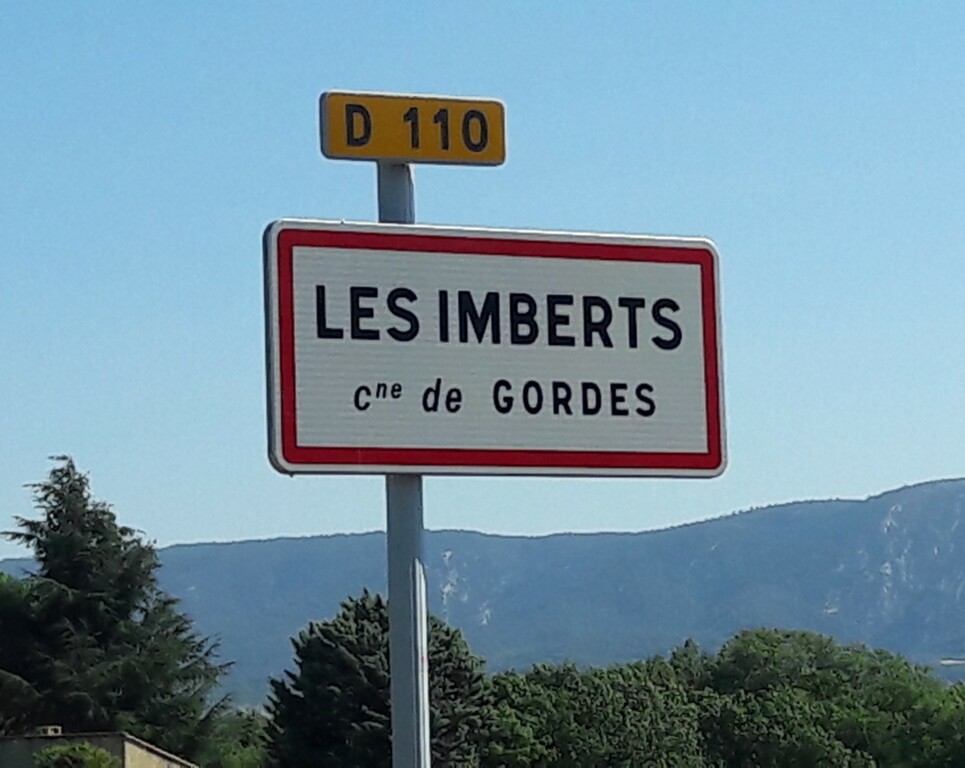 D 110
LES IMBERTS
cne de GORDES